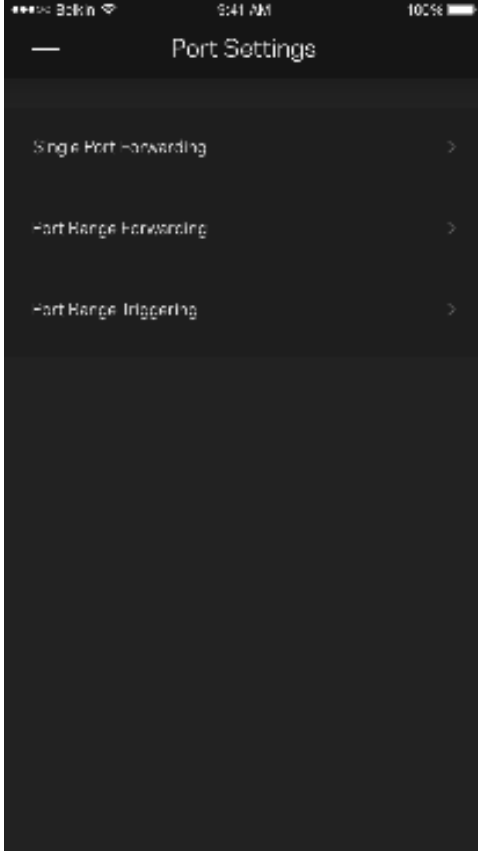 Belkin 9:41 AM 100%
Port Settings
Single Port Forwarding
Port Range Forwarding
Port Range Triggering